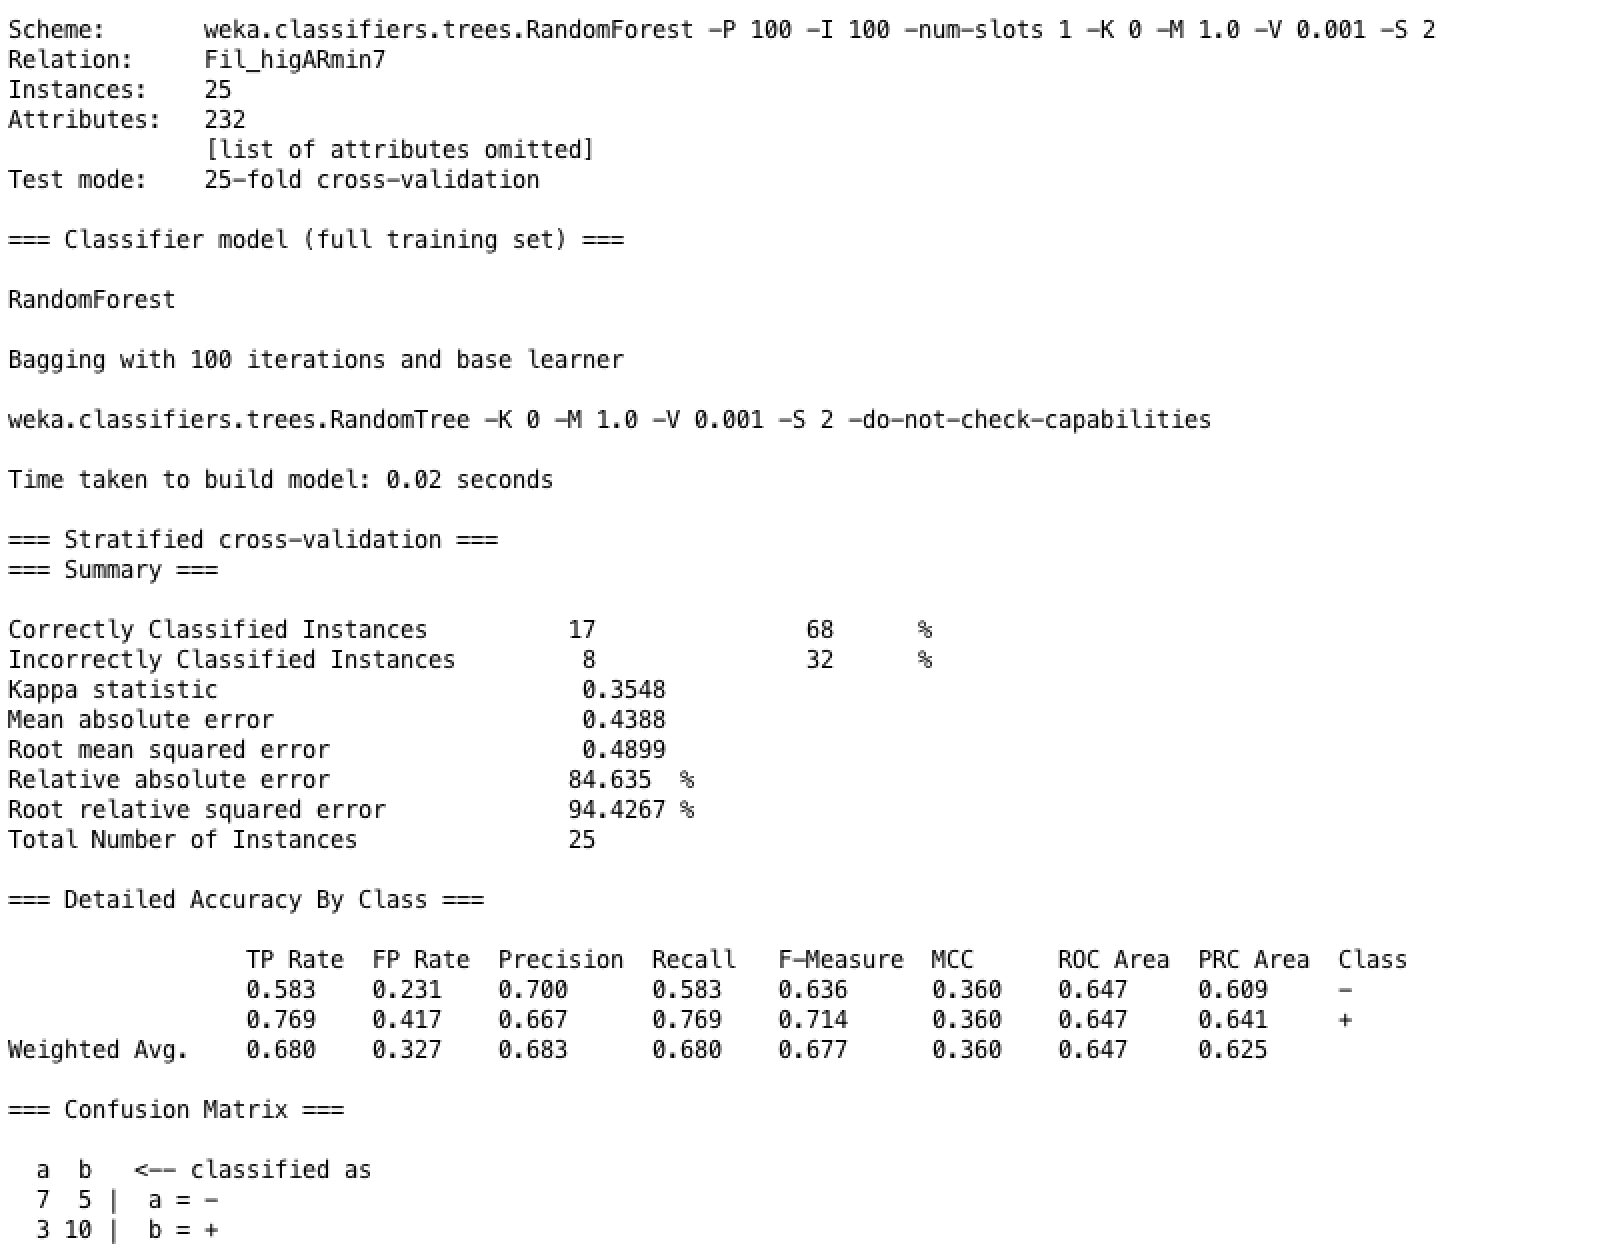 Scheme: weka.classifiers.trees.RandomForest -P 100 -I 100 -num-slots 1 -K 0 -M 1.0 -V 0.001 -S 2
Relation: Fil_higARmin7
Instances: 25
Attributes: 232
[list of attributes omitted]
Test mode: 25-fold cross-validation
=== Classifier model (full training set) ===
RandomForest
Bagging with 100 iterations and base learner
weka.classifiers.trees.RandomTree -K 0 -M 1.0 -V 0.001 -S 2 -do-not-check-capabilities
Time taken to build model: 0.02 seconds
=== Stratified cross-validation ===
=== Summary ===
Correctly Classified Instances 17 68 %
Incorrectly Classified Instances 8 32 %
Kappa statistic 0.3548
Mean absolute error 0.4388
Root mean squared error 0.4899
Relative absolute error 84.635 %
Root relative squared error 94.4267 %
Total Number of Instances 25
=== Detailed Accuracy By Class ===
TP Rate FP Rate Precision Recall F-Measure MCC ROC Area PRC Area Class
0.583 0.231 0.700 0.583 0.636 0.360 0.647 0.609 -
0.769 0.417 0.667 0.769 0.714 0.360 0.647 0.641 +
Weighted Avg. 0.680 0.327 0.683 0.680 0.677 0.360 0.647 0.625
=== Confusion Matrix ===
a b <-- classified as
7 5 | a = -
3 10 | b = +